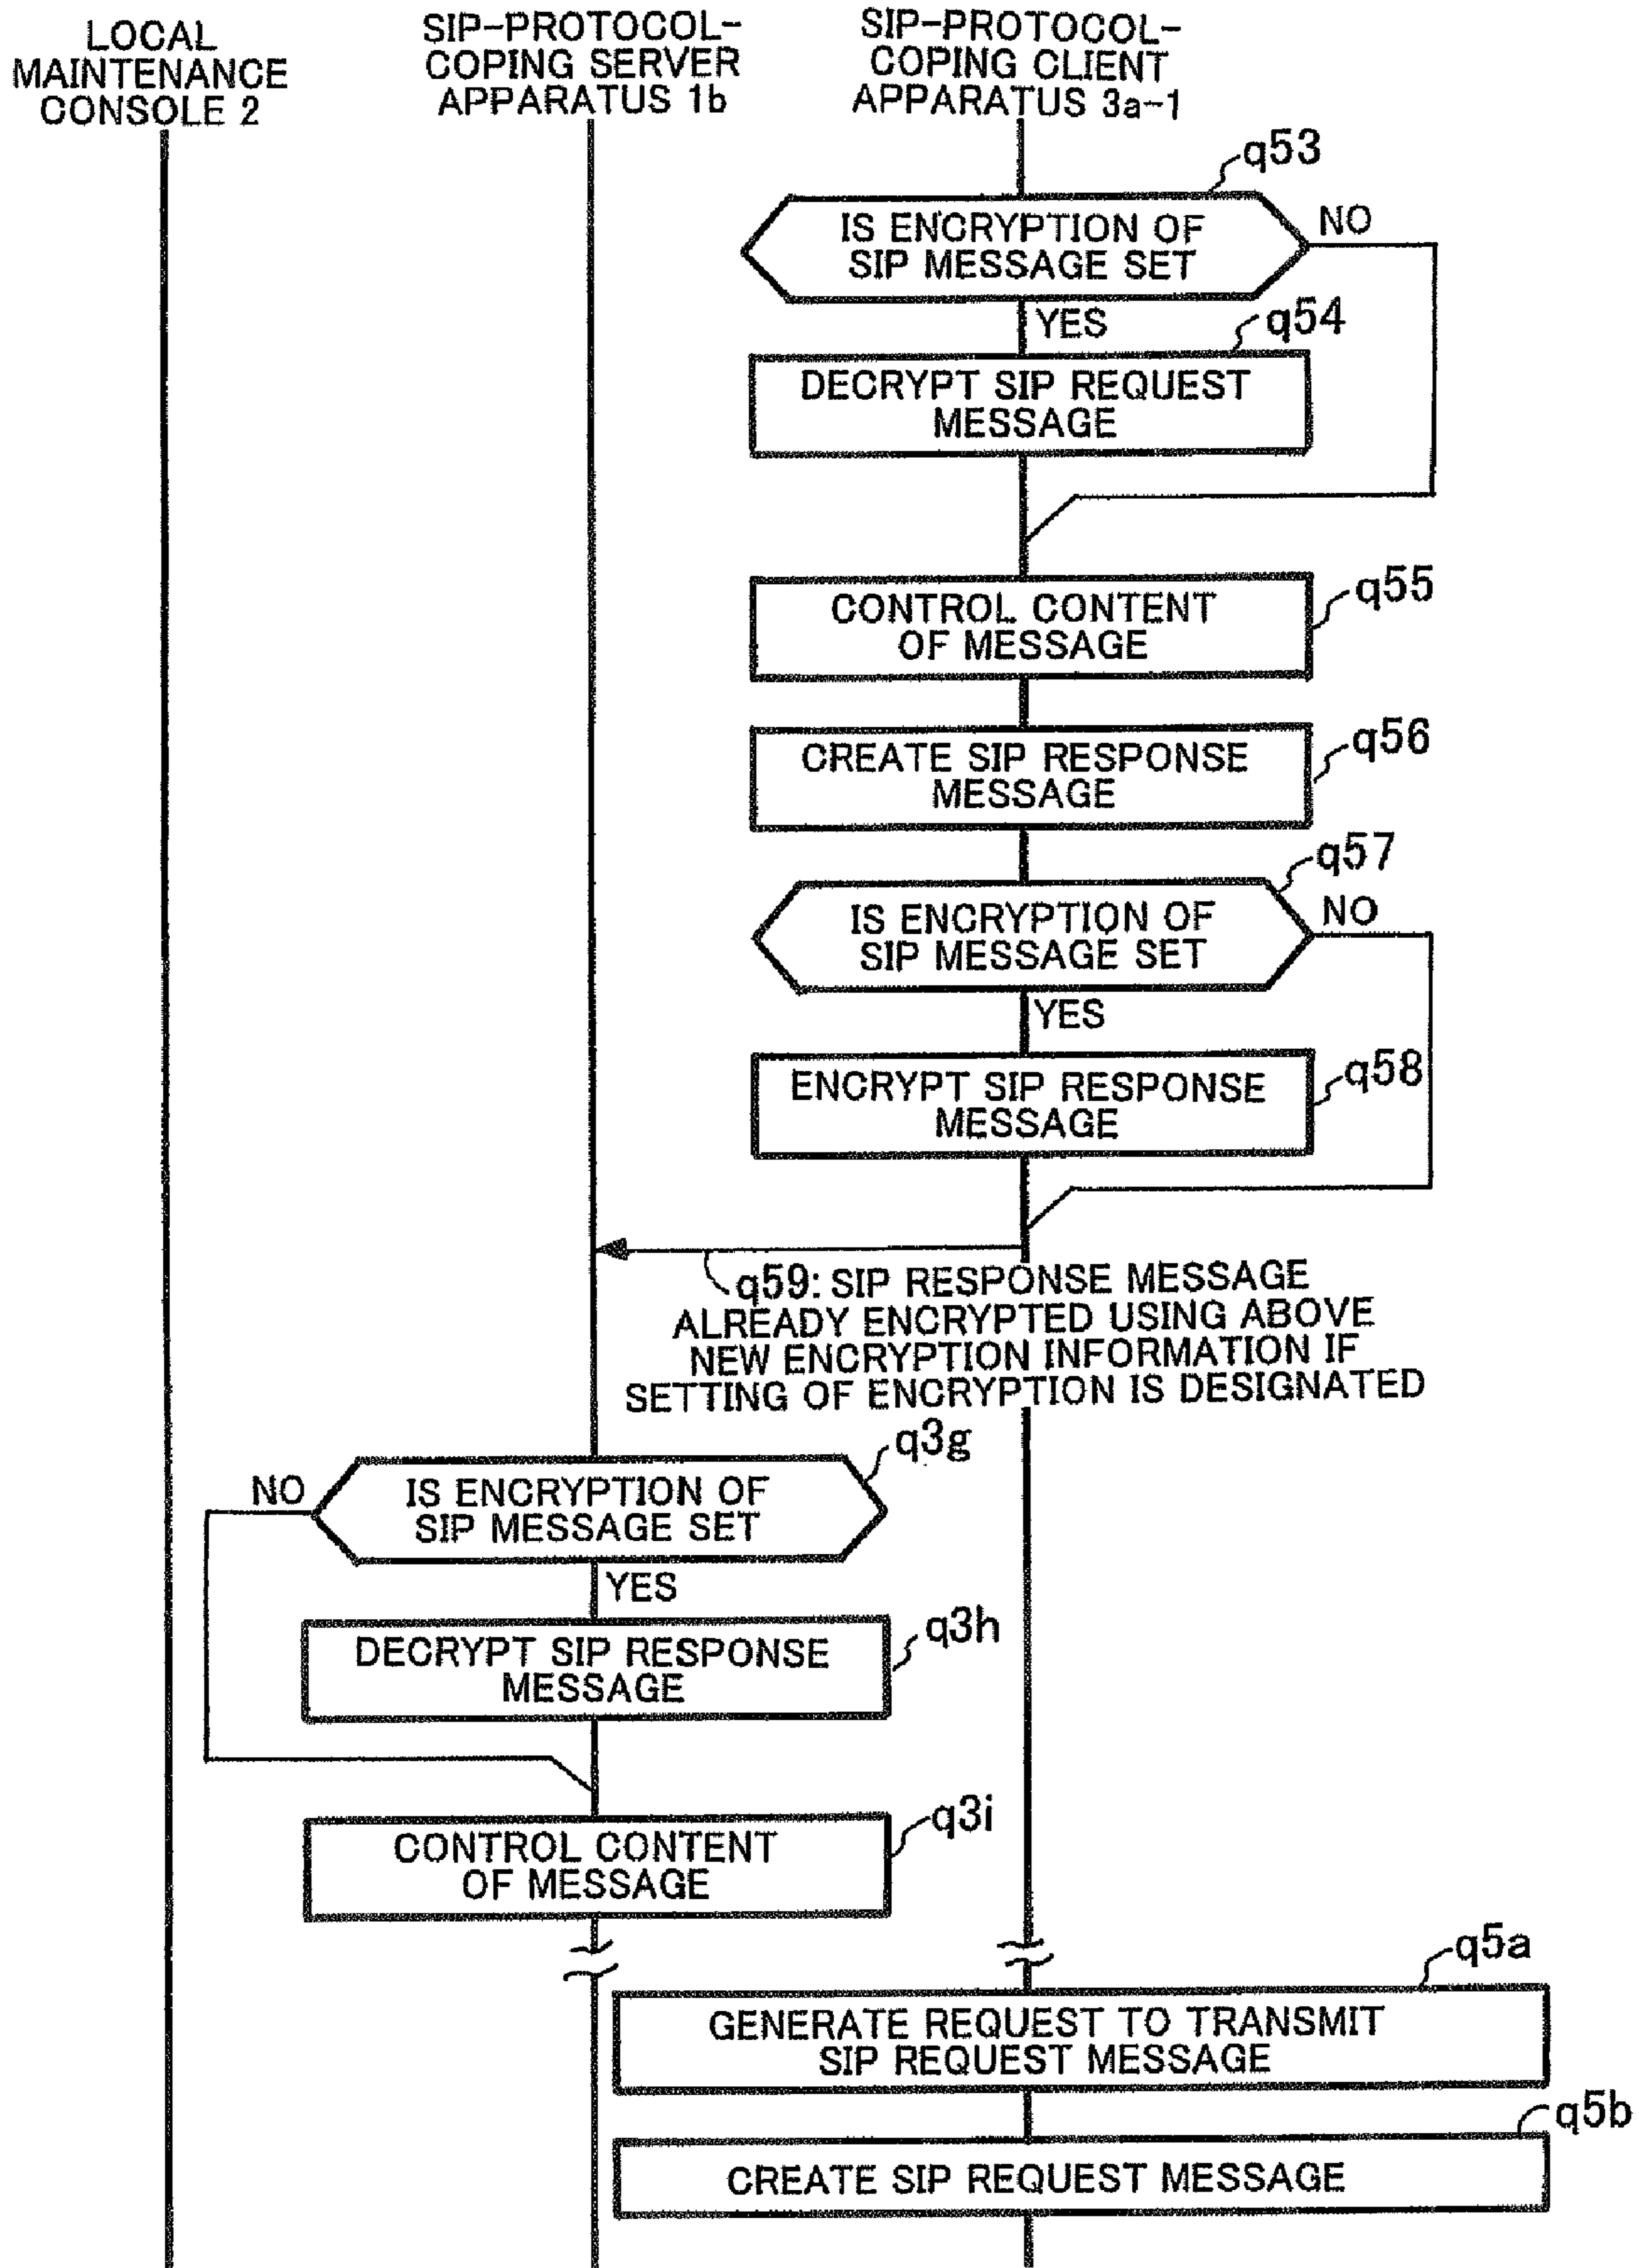 LOCAL
MAINTENANCE
CONSOLE 2
SIP-PROTOCOL-
COPING SERVER
APPARATUS 1b
SIP-PROTOCOL-
COPING CLIENT
APPARATUS 3a-1
q53
IS ENCRYPTION OF
SIP MESSAGE SET
NO
YES
q54
DECRYPT SIP REQUEST
MESSAGE
q55
CONTROL CONTENT
OF MESSAGE
q56
CREATE SIP RESPONSE
MESSAGE
q57
IS ENCRYPTION OF
SIP MESSAGE SET
NO
YES
q58
ENCRYPT SIP RESPONSE
MESSAGE
q59: SIP RESPONSE MESSAGE
ALREADY ENCRYPTED USING ABOVE
NEW ENCRYPTION INFORMATION IF
SETTING OF ENCRYPTION IS DESIGNATED
q3g
NO
IS ENCRYPTION OF
SIP MESSAGE SET
YES
q3h
DECRYPT SIP RESPONSE
MESSAGE
q3i
CONTROL CONTENT
OF MESSAGE
q5a
GENERATE REQUEST TO TRANSMIT
SIP REQUEST MESSAGE
q5b
CREATE SIP REQUEST MESSAGE